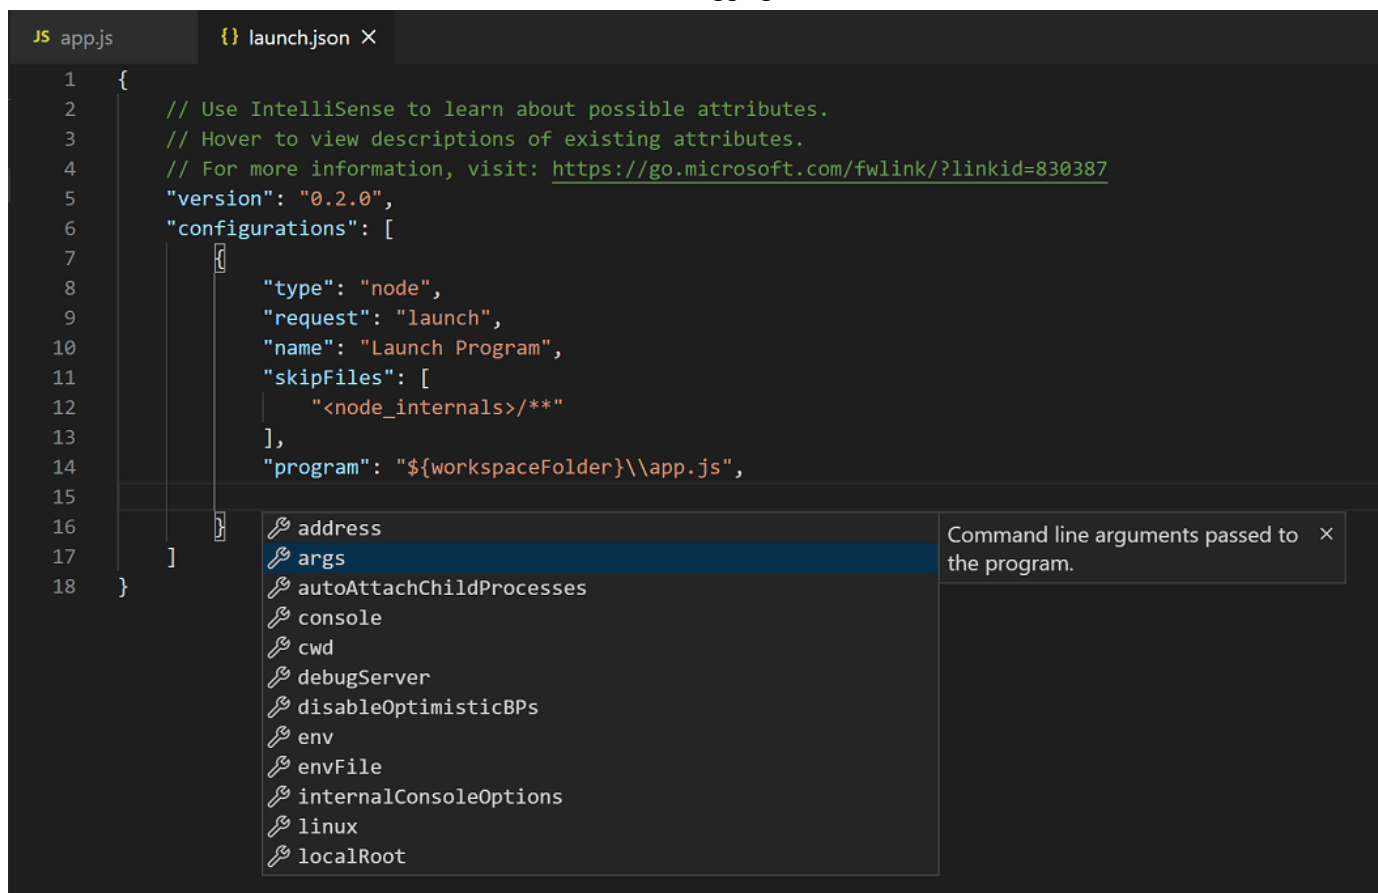 JS app.js {} launch.json ×
1 {
2 // Use IntelliSense to learn about possible attributes.
3 // Hover to view descriptions of existing attributes.
4 // For more information, visit: https://go.microsoft.com/fwlink/?linkid=830387
5 "version": "0.2.0",
6 "configurations": [
7 {
8 "type": "node",
9 "request": "launch",
10 "name": "Launch Program",
11 "skipFiles": [
12 "<node_internals>/**"
13 ],
14 "program": "${workspaceFolder}\\app.js",
15
16 }
17 ]
18 }
address
args
autoAttachChildProcesses
console
cwd
debugServer
disableOptimisticBPs
env
envFile
internalConsoleOptions
linux
localRoot
Command line arguments passed to ×
the program.